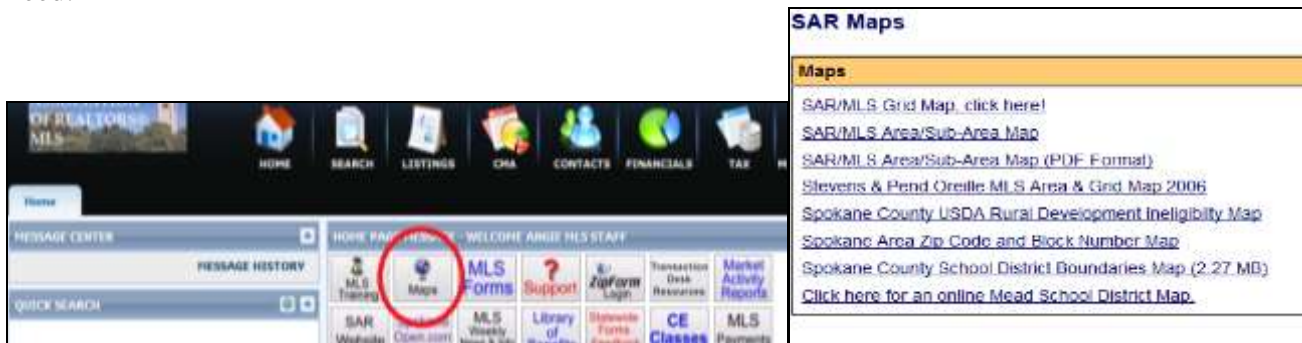 OF REALTORS
MLS
HOME
SEARCH
LISTINGS
CMA
CONTACTS
FINANCIALS
TAX
Home
MESSAGE CENTER
MESSAGE HISTORY
QUICK SEARCH
WELCOME ANGIE MLS STAFF
MLS
Training
Maps
MLS
Forms
?
Support
ZipForm
Login
Transaction
Desk
Resources
Market
Activity
Reports
SAR
Website
Open.com
MLS
Weekly
Library
of
Statewide
Forms
CE
Classes
MLS
Payments
SAR Maps
Maps
SAR/MLS Grid Map, click here!
SAR/MLS Area/Sub-Area Map
SAR/MLS Area/Sub-Area Map (PDF Format)
Stevens & Pend Oreille MLS Area & Grid Map 2006
Spokane County USDA Rural Development Ineligibilty Map
Spokane Area Zip Code and Block Number Map
Spokane County School District Boundaries Map (2.27 MB)
Click here for an online Mead School District Map.